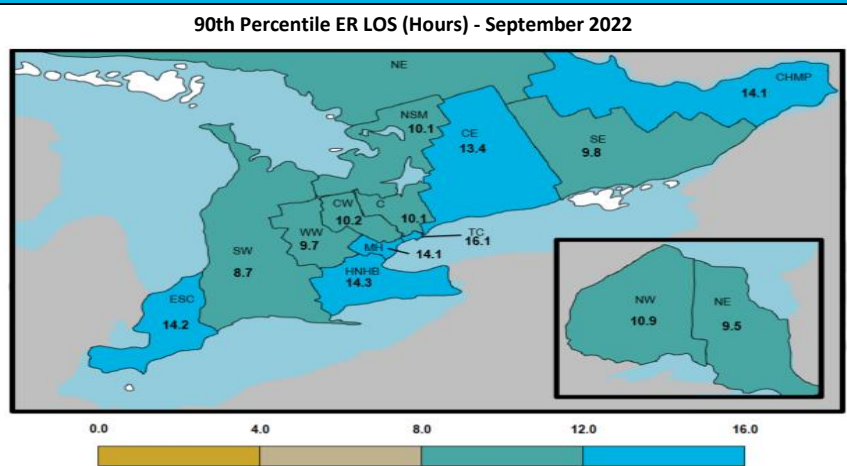 90th Percentile ER LOS (Hours) - September 2022
NE
CHMP
14.1
NSM
10.1
CE
13.4
SE
9.8
CW
10.2
C
10.1
TC
16.1
WW
9.7
MH
14.1
SW
8.7
HNHB
14.3
ESC
14.2
NW
10.9
NE
9.5
0.0 4.0 8.0 12.0 16.0